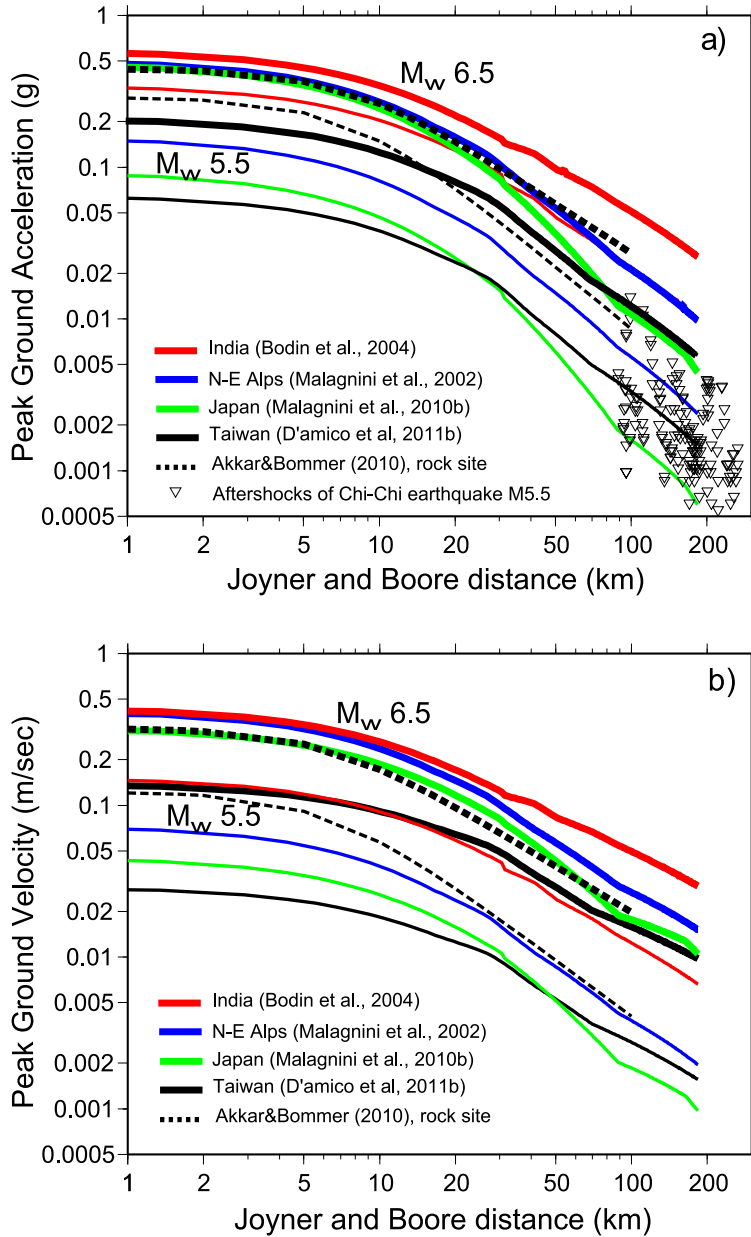 a)
1
0.5
0.2
0.1
0.05
0.02
0.01
0.005
0.002
0.001
0.0005
Peak Ground Acceleration (g)
Mw 6.5
Mw 5.5
India (Bodin et al., 2004)
N-E Alps (Malagnini et al., 2002)
Japan (Malagnini et al., 2010b)
Taiwan (D'amico et al, 2011b)
Akkar&Bommer (2010), rock site
Aftershocks of Chi-Chi earthquake M5.5
1 2 5 10 20 50 100 200
Joyner and Boore distance (km)
b)
1
0.5
0.2
0.1
0.05
0.02
0.01
0.005
0.002
0.001
0.0005
Peak Ground Velocity (m/sec)
Mw 6.5
Mw 5.5
India (Bodin et al., 2004)
N-E Alps (Malagnini et al., 2002)
Japan (Malagnini et al., 2010b)
Taiwan (D'amico et al, 2011b)
Akkar&Bommer (2010), rock site
1 2 5 10 20 50 100 200
Joyner and Boore distance (km)